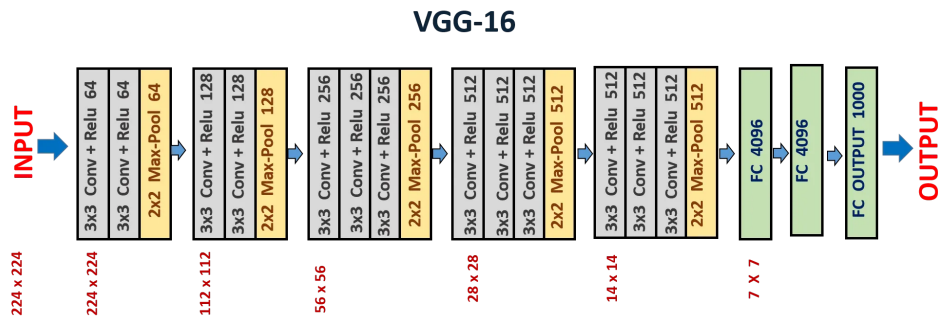 VGG-16
INPUT
3x3 Conv + Relu 64
3x3 Conv + Relu 64
2x2 Max-Pool 64
3x3 Conv + Relu 128
3x3 Conv + Relu 128
2x2 Max-Pool 128
3x3 Conv + Relu 256
3x3 Conv + Relu 256
3x3 Conv + Relu 256
2x2 Max-Pool 256
3x3 Conv + Relu 512
3x3 Conv + Relu 512
3x3 Conv + Relu 512
2x2 Max-Pool 512
3x3 Conv + Relu 512
3x3 Conv + Relu 512
3x3 Conv + Relu 512
2x2 Max-Pool 512
FC 4096
FC 4096
FC OUTPUT 1000
OUTPUT
224 x 224
224 x 224
112 x 112
56 x 56
28 x 28
14 x 14
7 X 7